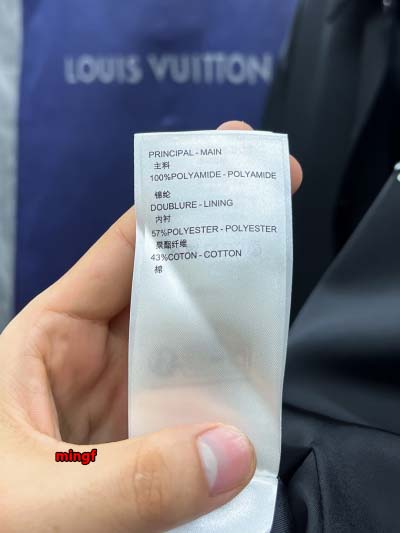 LOUIS VUITTON
PRINCIPAL - MAIN
主料
100%POLYAMIDE - POLYAMIDE
锦纶
DOUBLURE - LINING
内衬
57%POLYESTER - POLYESTER
聚酯纤维
43%COTON - COTTON
棉
mingf